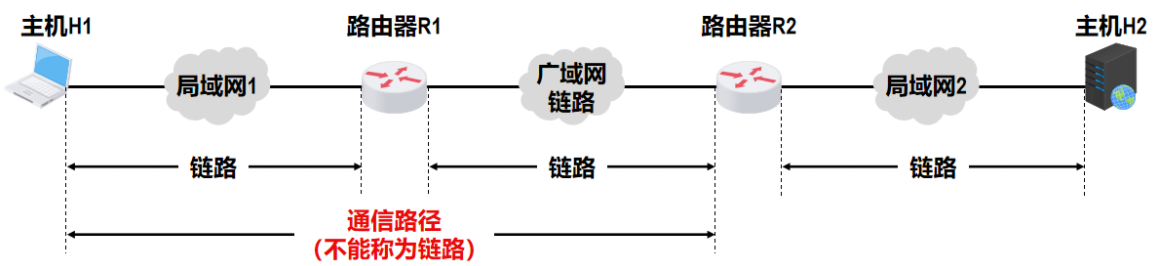 主机H1
路由器R1
路由器R2
主机H2
局域网1
广域网
链路
局域网2
链路
链路
链路
通信路径
（不能称为链路）